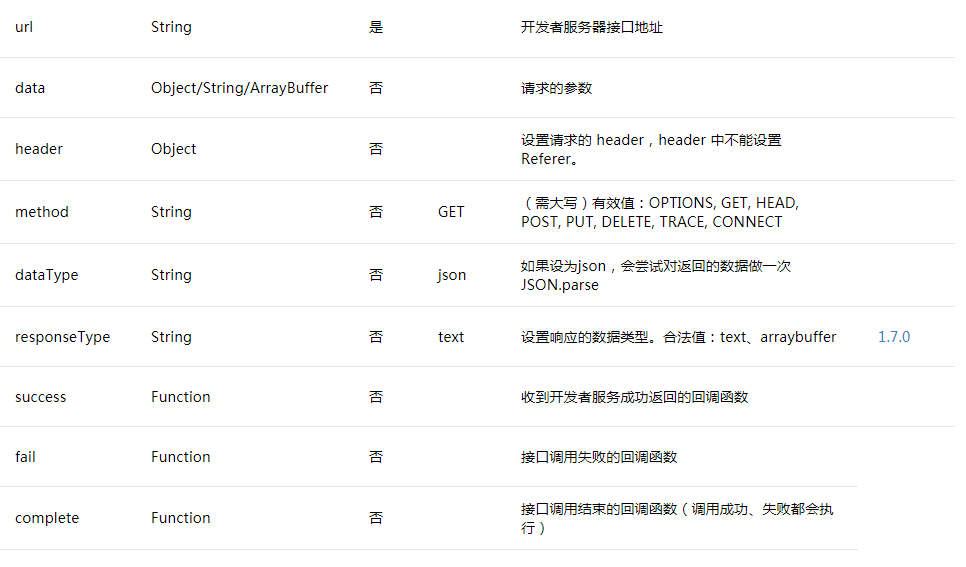 url String 是 开发者服务器接口地址
data Object/String/ArrayBuffer 否 请求的参数
header Object 否 设置请求的 header，header 中不能设置
Referer。
method String 否 GET （需大写）有效值：OPTIONS, GET, HEAD,
POST, PUT, DELETE, TRACE, CONNECT
dataType String 否 json 如果设为json，会尝试对返回的数据做一次
JSON.parse
responseType String 否 text 设置响应的数据类型。合法值：text、arraybuffer 1.7.0
success Function 否 收到开发者服务成功返回的回调函数
fail Function 否 接口调用失败的回调函数
complete Function 否 接口调用结束的回调函数（调用成功、失败都会执
行）